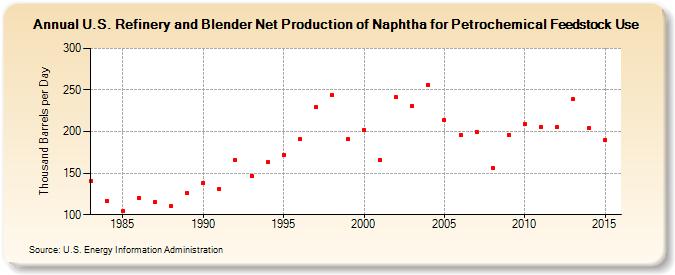 Annual U.S. Refinery and Blender Net Production of Naphtha for Petrochemical Feedstock Use
Thousand Barrels per Day
300
250
200
150
100
1985 1990 1995 2000 2005 2010 2015
Source: U.S. Energy Information Administration